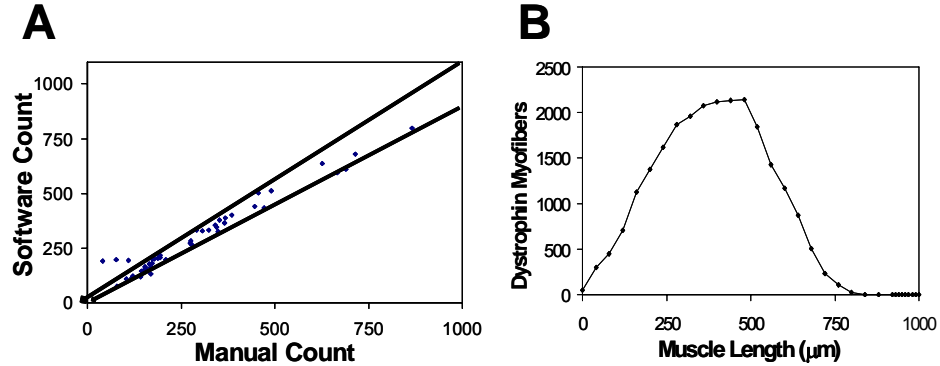 A
1000
750
500
250
0
Software Count
0 250 500 750 1000
Manual Count
B
2500
2000
1500
1000
500
0
Dystrophin Myofibers
0 250 500 750 1000
Muscle Length (μm)